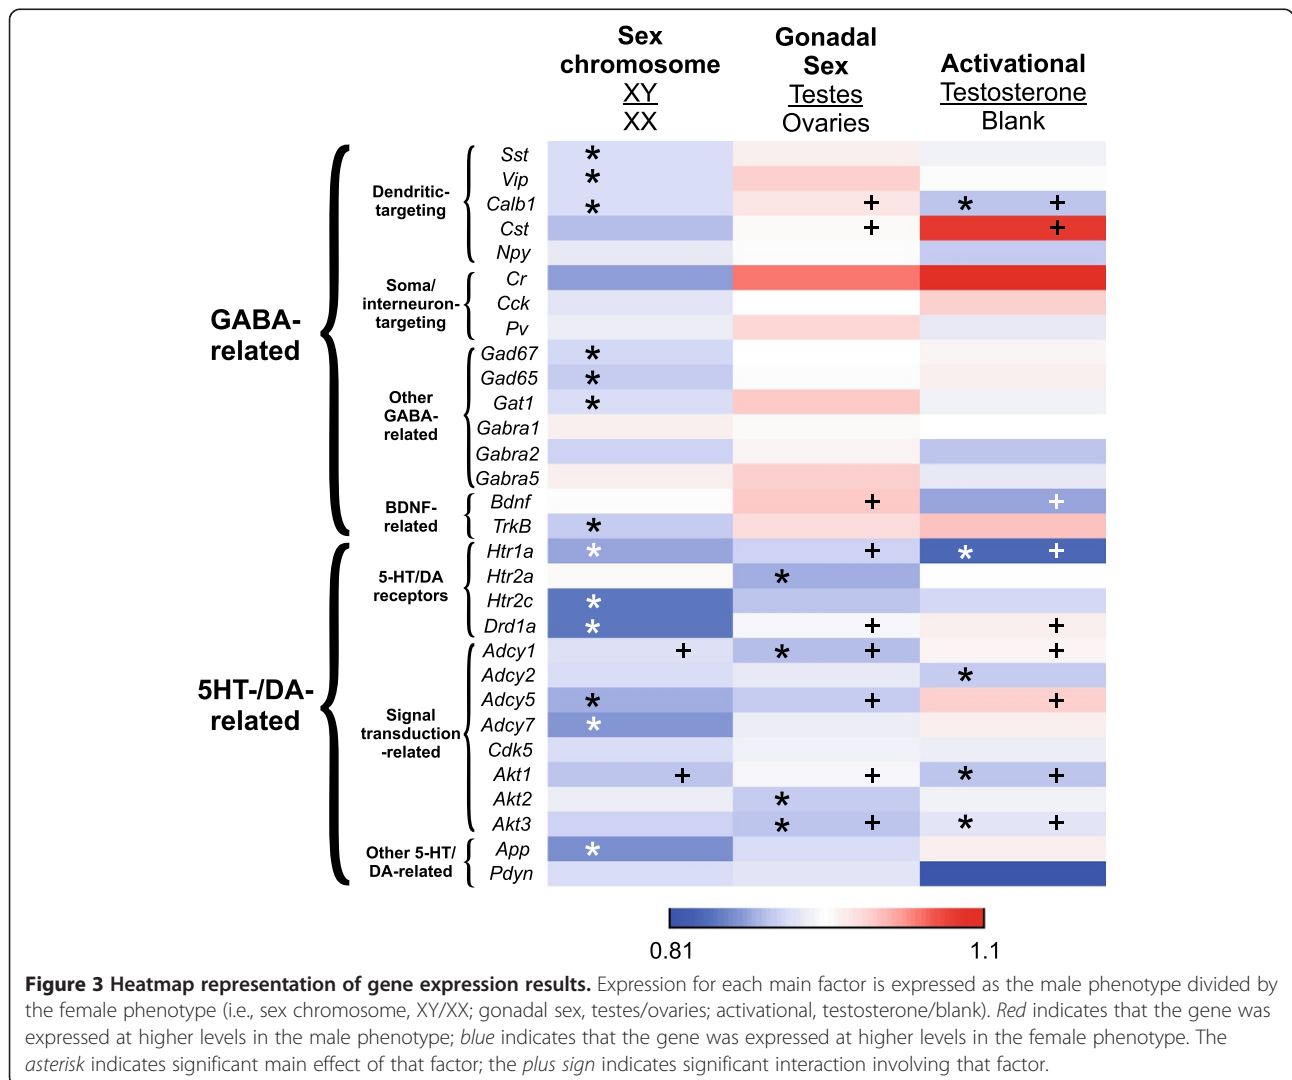 Sex
chromosome
XY
XX
Gonadal
Sex
Testes
Ovaries
Activational
Testosterone
Blank
GABA-
related
Dendritic-
targeting
Sst *
Vip *
Calb1 * + * +
Cst + +
Npy
Soma/
interneuron-
targeting
Cr
Cck
Pv
Other
GABA-
related
Gad67 *
Gad65 *
Gat1 *
Gabra1
Gabra2
Gabra5
BDNF-
related
Bdnf + +
TrkB *
5HT-/DA-
related
5-HT/DA
receptors
Htr1a * + * +
Htr2a *
Htr2c *
Drd1a * + +
Signal
transduction
-related
Adcy1 + * + +
Adcy2 *
Adcy5 * + +
Adcy7 *
Cdk5
Akt1 + + * +
Akt2 *
Akt3 * + * +
Other 5-HT/
DA-related
App *
Pdyn
0.81 1.1
Figure 3 Heatmap representation of gene expression results. Expression for each main factor is expressed as the male phenotype divided by
the female phenotype (i.e., sex chromosome, XY/XX; gonadal sex, testes/ovaries; activational, testosterone/blank). Red indicates that the gene was
expressed at higher levels in the male phenotype; blue indicates that the gene was expressed at higher levels in the female phenotype. The
asterisk indicates significant main effect of that factor; the plus sign indicates significant interaction involving that factor.